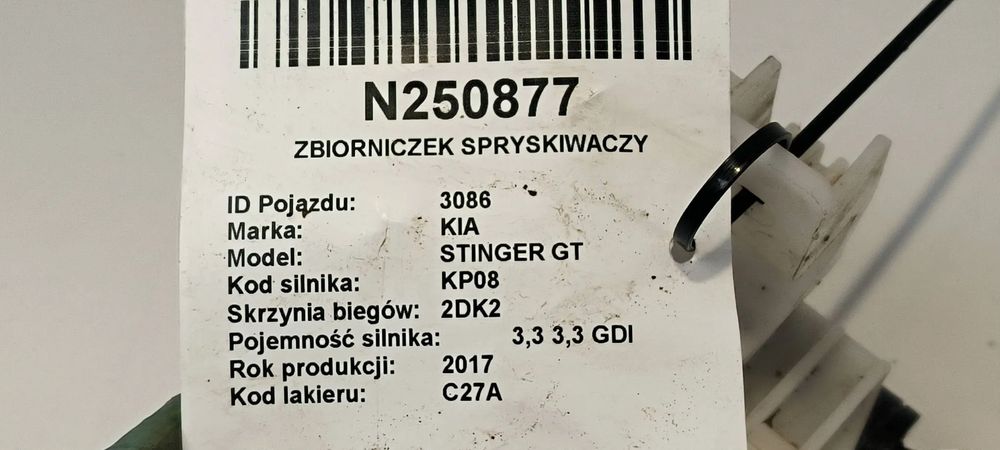 N250877
ZBIORNICZEK SPRYSKIWACZY
ID Pojazdu: 3086
Marka: KIA
Model: STINGER GT
Kod silnika: KP08
Skrzynia biegów: 2DK2
Pojemność silnika: 3,3 3,3 GDI
Rok produkcji: 2017
Kod lakieru: C27A